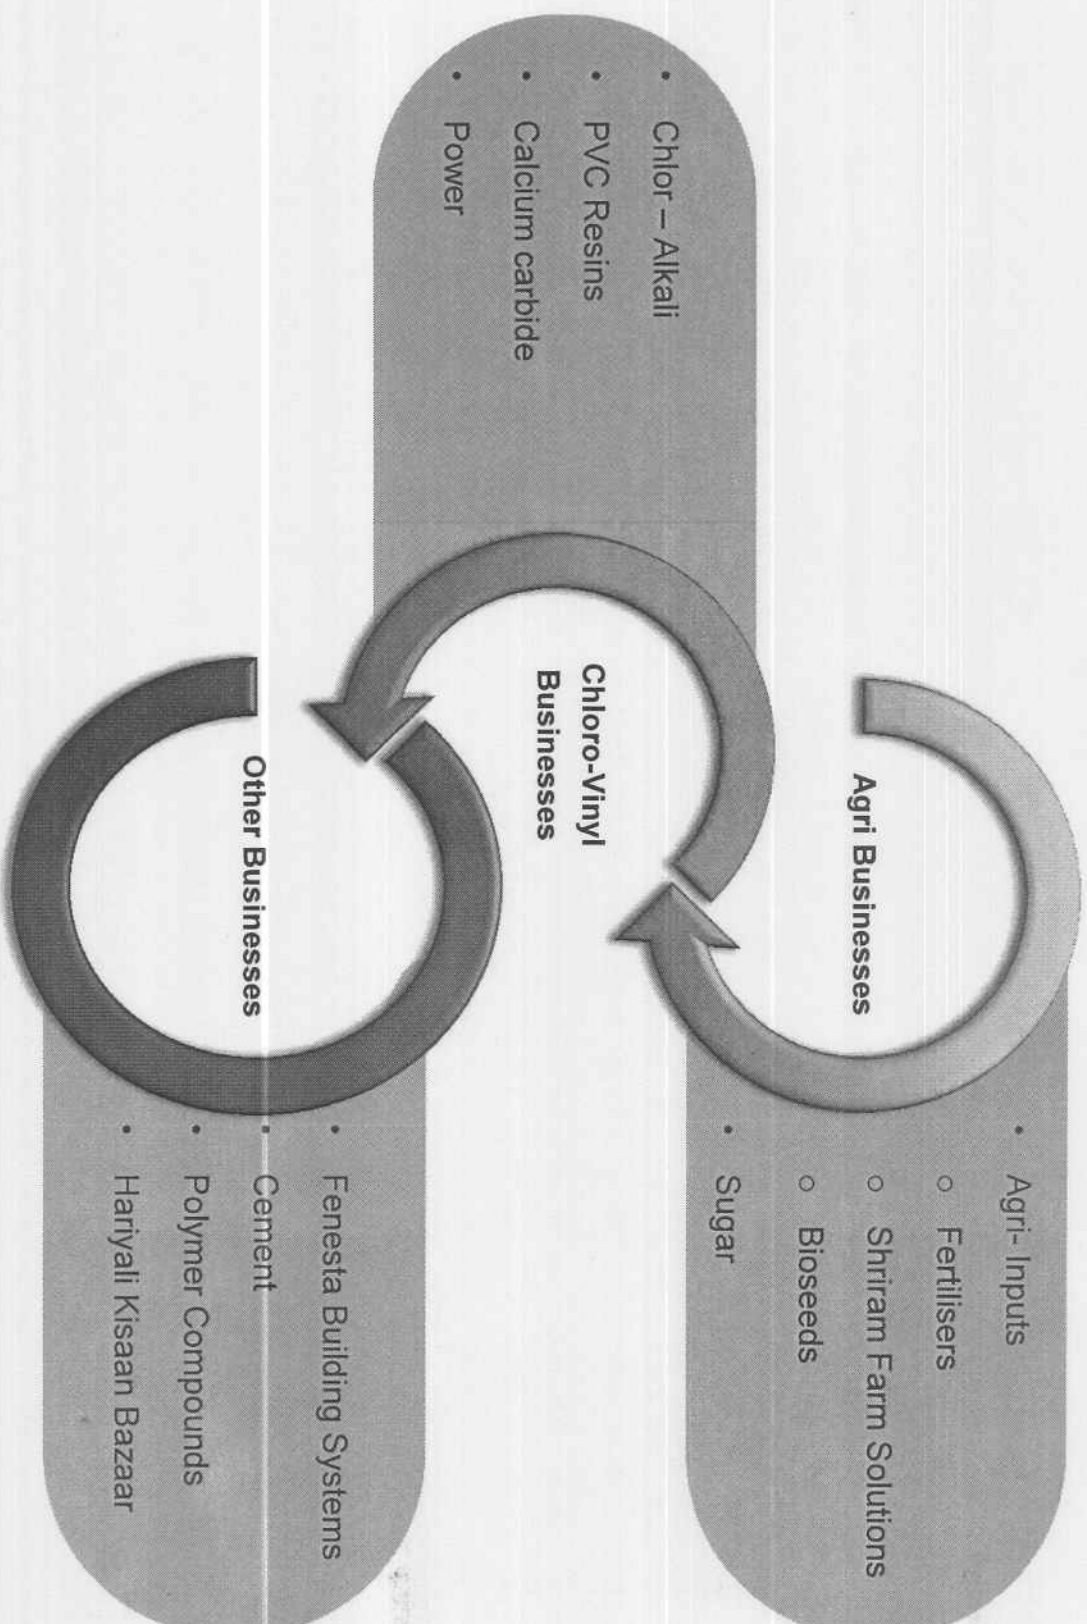 Agri Businesses
• Agri- Inputs
○ Fertilisers
○ Shriram Farm Solutions
○ Bioseeds
• Sugar
Chloro-Vinyl
Businesses
• Chlor – Alkali
• PVC Resins
• Calcium carbide
• Power
Other Businesses
• Fenesta Building Systems
• Cement
• Polymer Compounds
• Hariyali Kisaan Bazaar